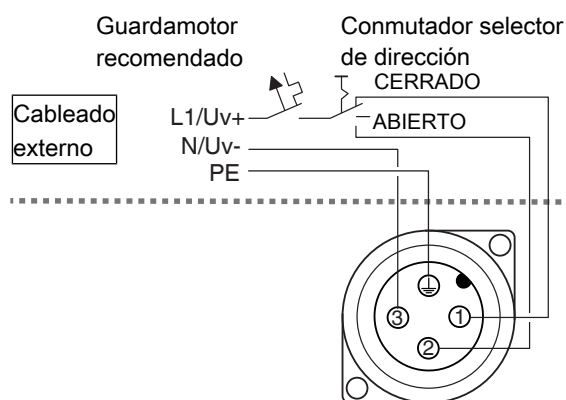 Guardamotor
recomendado
Conmutador selector
de dirección
CERRADO
Cableado
externo
L1/Uv+
ABIERTO
N/Uv-
PE
3
1
2